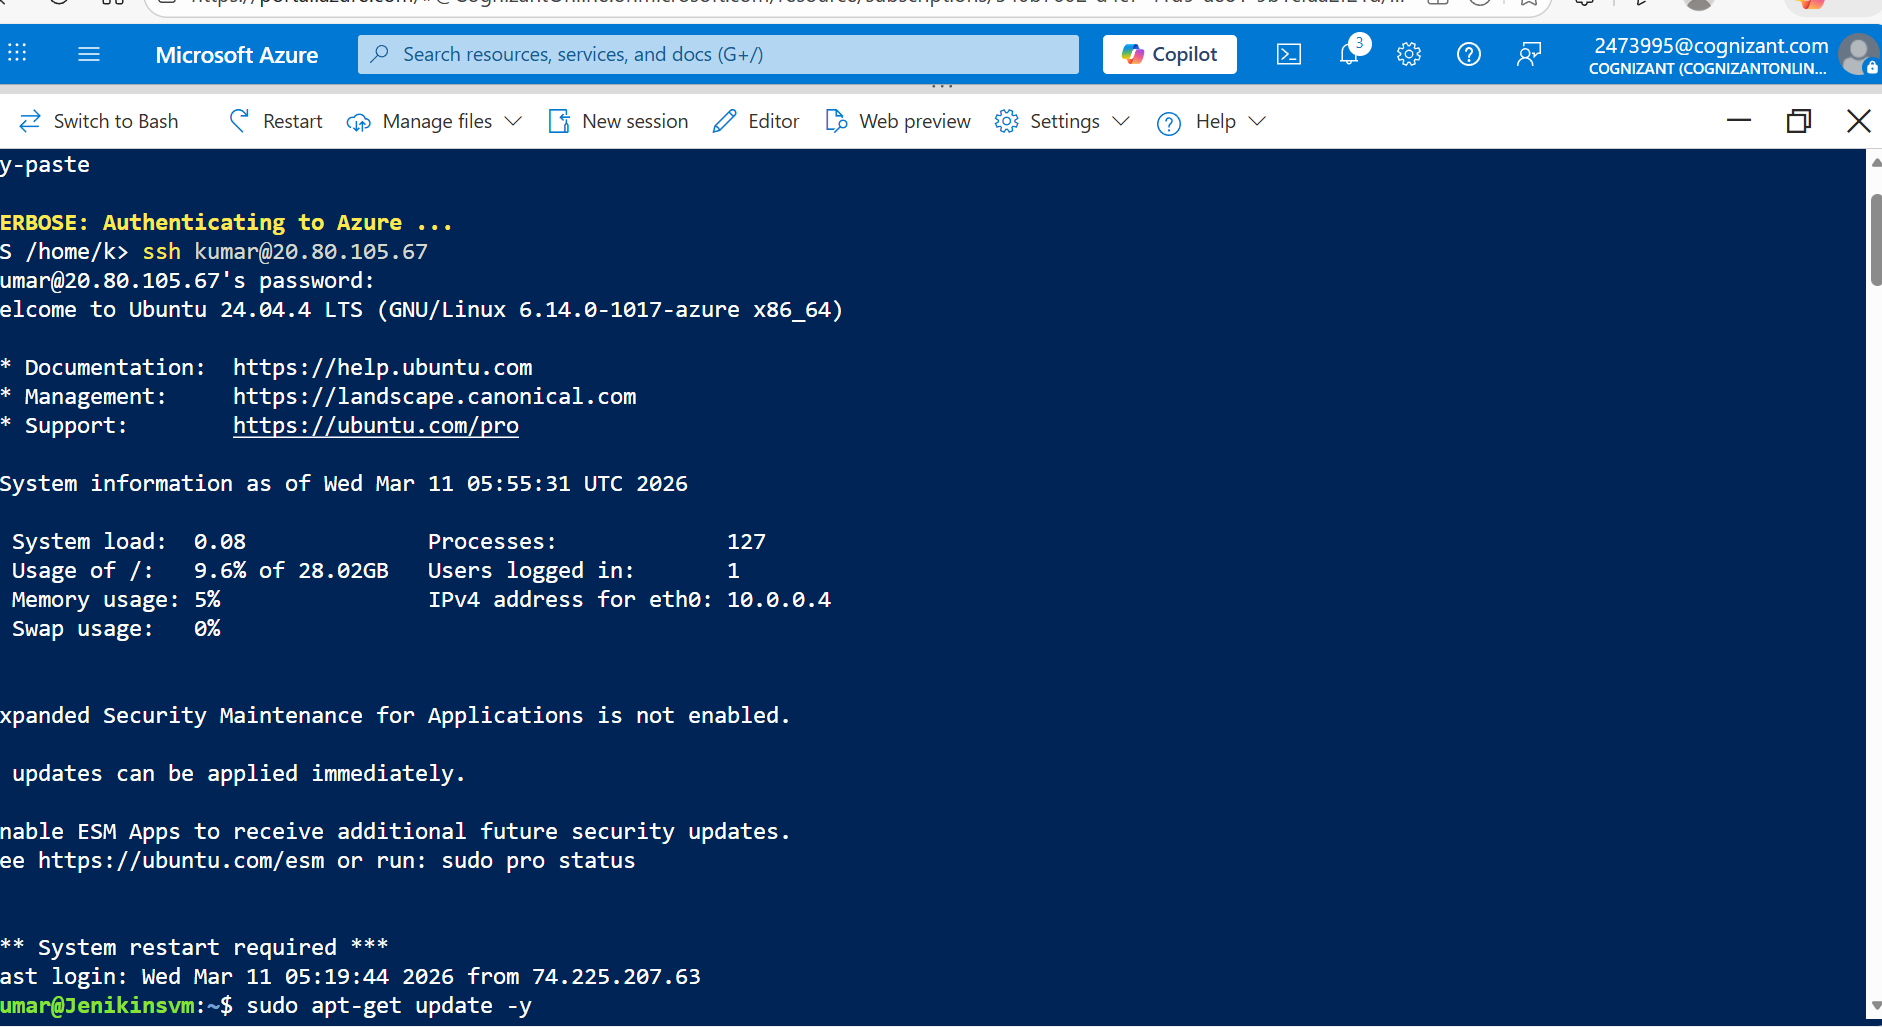 Microsoft Azure
Search resources, services, and docs (G+/)
Copilot
3
2473995@cognizant.com
COGNIZANT (COGNIZANTONLIN...
Switch to Bash
Restart
Manage files
New session
Editor
Web preview
Settings
Help
y-paste
ERBOSE: Authenticating to Azure ...
S /home/k> ssh kumar@20.80.105.67
umar@20.80.105.67's password:
elcome to Ubuntu 24.04.4 LTS (GNU/Linux 6.14.0-1017-azure x86_64)
* Documentation:  https://help.ubuntu.com
* Management:     https://landscape.canonical.com
* Support:        https://ubuntu.com/pro
System information as of Wed Mar 11 05:55:31 UTC 2026
System load:  0.08              Processes:             127
Usage of /:   9.6% of 28.02GB   Users logged in:       1
Memory usage: 5%                IPv4 address for eth0: 10.0.0.4
Swap usage:   0%
xpanded Security Maintenance for Applications is not enabled.
updates can be applied immediately.
nable ESM Apps to receive additional future security updates.
ee https://ubuntu.com/esm or run: sudo pro status
** System restart required ***
ast login: Wed Mar 11 05:19:44 2026 from 74.225.207.63
umar@Jenikinsvm:~$ sudo apt-get update -y